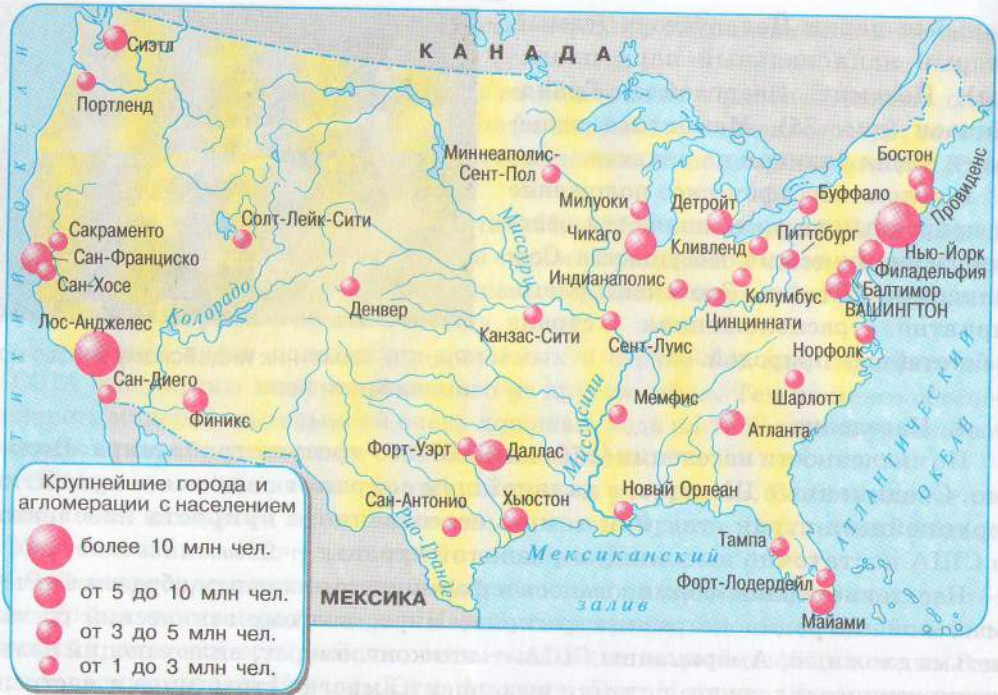 КАНАДА
Сиэтл
Портленд
ТИХИЙ ОКЕАН
Миннеаполис-
Сент-Пол
Бостон
Милуоки
Детройт
Буффало
Провиденс
Сакраменто
Солт-Лейк-Сити
Миссури
Чикаго
Кливленд
Питтсбург
Сан-Франциско
Нью-Йорк
Сан-Хосе
Индианаполис
Филадельфия
Колорадо
Денвер
Колумбус
Балтимор
Лос-Анджелес
Канзас-Сити
Цинциннати
ВАШИНГТОН
Сент-Луис
Норфолк
Сан-Диего
Мемфис
Шарлотт
Финикс
Миссисипи
Атланта
Форт-Уэрт
Даллас
АТЛАНТИЧЕСКИЙ
ОКЕАН
Сан-Антонио
Хьюстон
Новый Орлеан
Рио-Гранде
Мексиканский
залив
Тампа
Форт-Лодердейл
Майами
МЕКСИКА
Крупнейшие города и
агломерации с населением
более 10 млн чел.
от 5 до 10 млн чел.
от 3 до 5 млн чел.
от 1 до 3 млн чел.